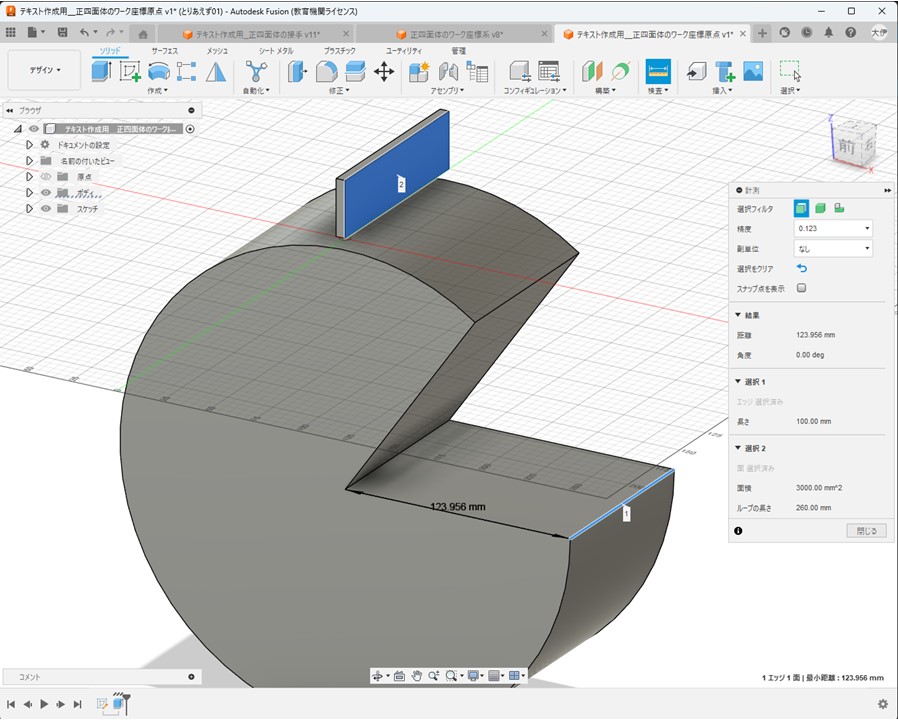 テキスト作成用__正四面体のワーク座標原点 v1* (とりあえず01) - Autodesk Fusion (教育機関ライセンス)
テキスト作成用__正四面体の接手 v11*
正四面体のワーク座標系 v8*
テキスト作成用__正四面体のワーク座標原点 v1*
大伊
ソリッド サーフェス メッシュ シート メタル プラスチック ユーティリティ 管理
デザイン
作成 自動化 修正 アセンブリ コンフィギュレーション 構築 検査 挿入 選択
ブラウザ
テキスト作成用__正四面体のワーク...
ドキュメントの設定
名前の付いたビュー
原点
ボディ
スケッチ
Z
前
右
X
2
計測
選択フィルタ
精度 0.123
副単位 なし
選択をクリア
スナップ点を表示
結果
距離 123.956 mm
角度 0.00 deg
選択 1
エッジ 選択済み
長さ 100.00 mm
選択 2
面 選択済み
面積 3000.00 mm^2
ループの長さ 260.00 mm
閉じる
125
150
200
123.956 mm
1
コメント
1 エッジ 1 面 | 最小距離 : 123.956 mm